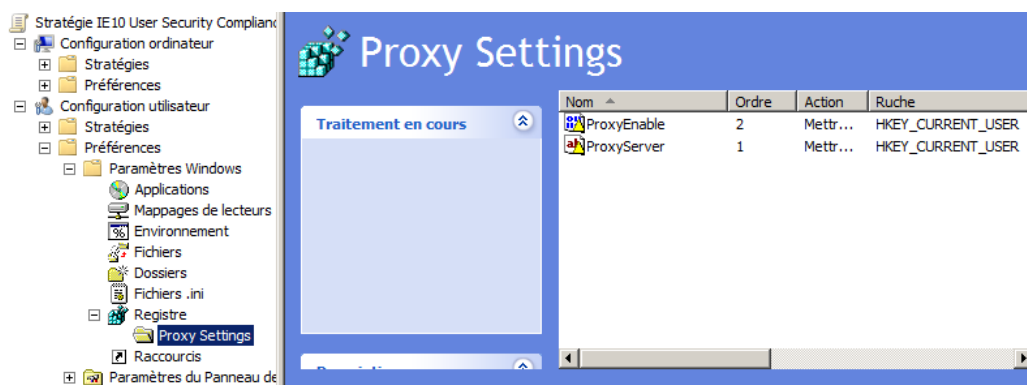 Stratégie IE10 User Security Complianc
Configuration ordinateur
Stratégies
Préférences
Configuration utilisateur
Stratégies
Préférences
Paramètres Windows
Applications
Mappages de lecteurs
Environnement
Fichiers
Dossiers
Fichiers .ini
Registre
Proxy Settings
Raccourcis
Paramètres du Panneau de
Proxy Settings
Traitement en cours
Nom Ordre Action Ruche
ProxyEnable 2 Mettr... HKEY_CURRENT_USER
ProxyServer 1 Mettr... HKEY_CURRENT_USER